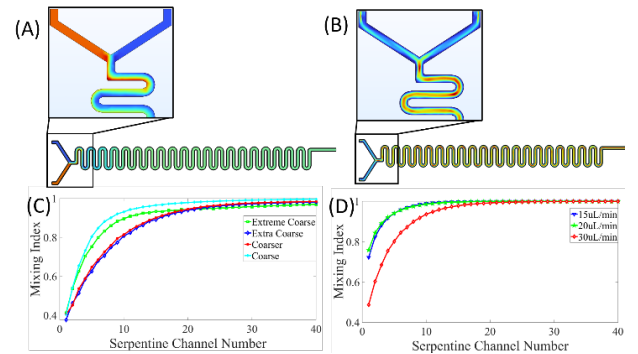 (A)
(B)
(C)
1
0.8
0.6
0.4
Mixing Index
Extreme Coarse
Extra Coarse
Coarser
Coarse
0 10 20 30 40
Serpentine Channel Number
(D)
1
0.8
0.6
0.4
Mixing Index
15uL/min
20uL/min
30uL/min
0 10 20 30 40
Serpentine Channel Number